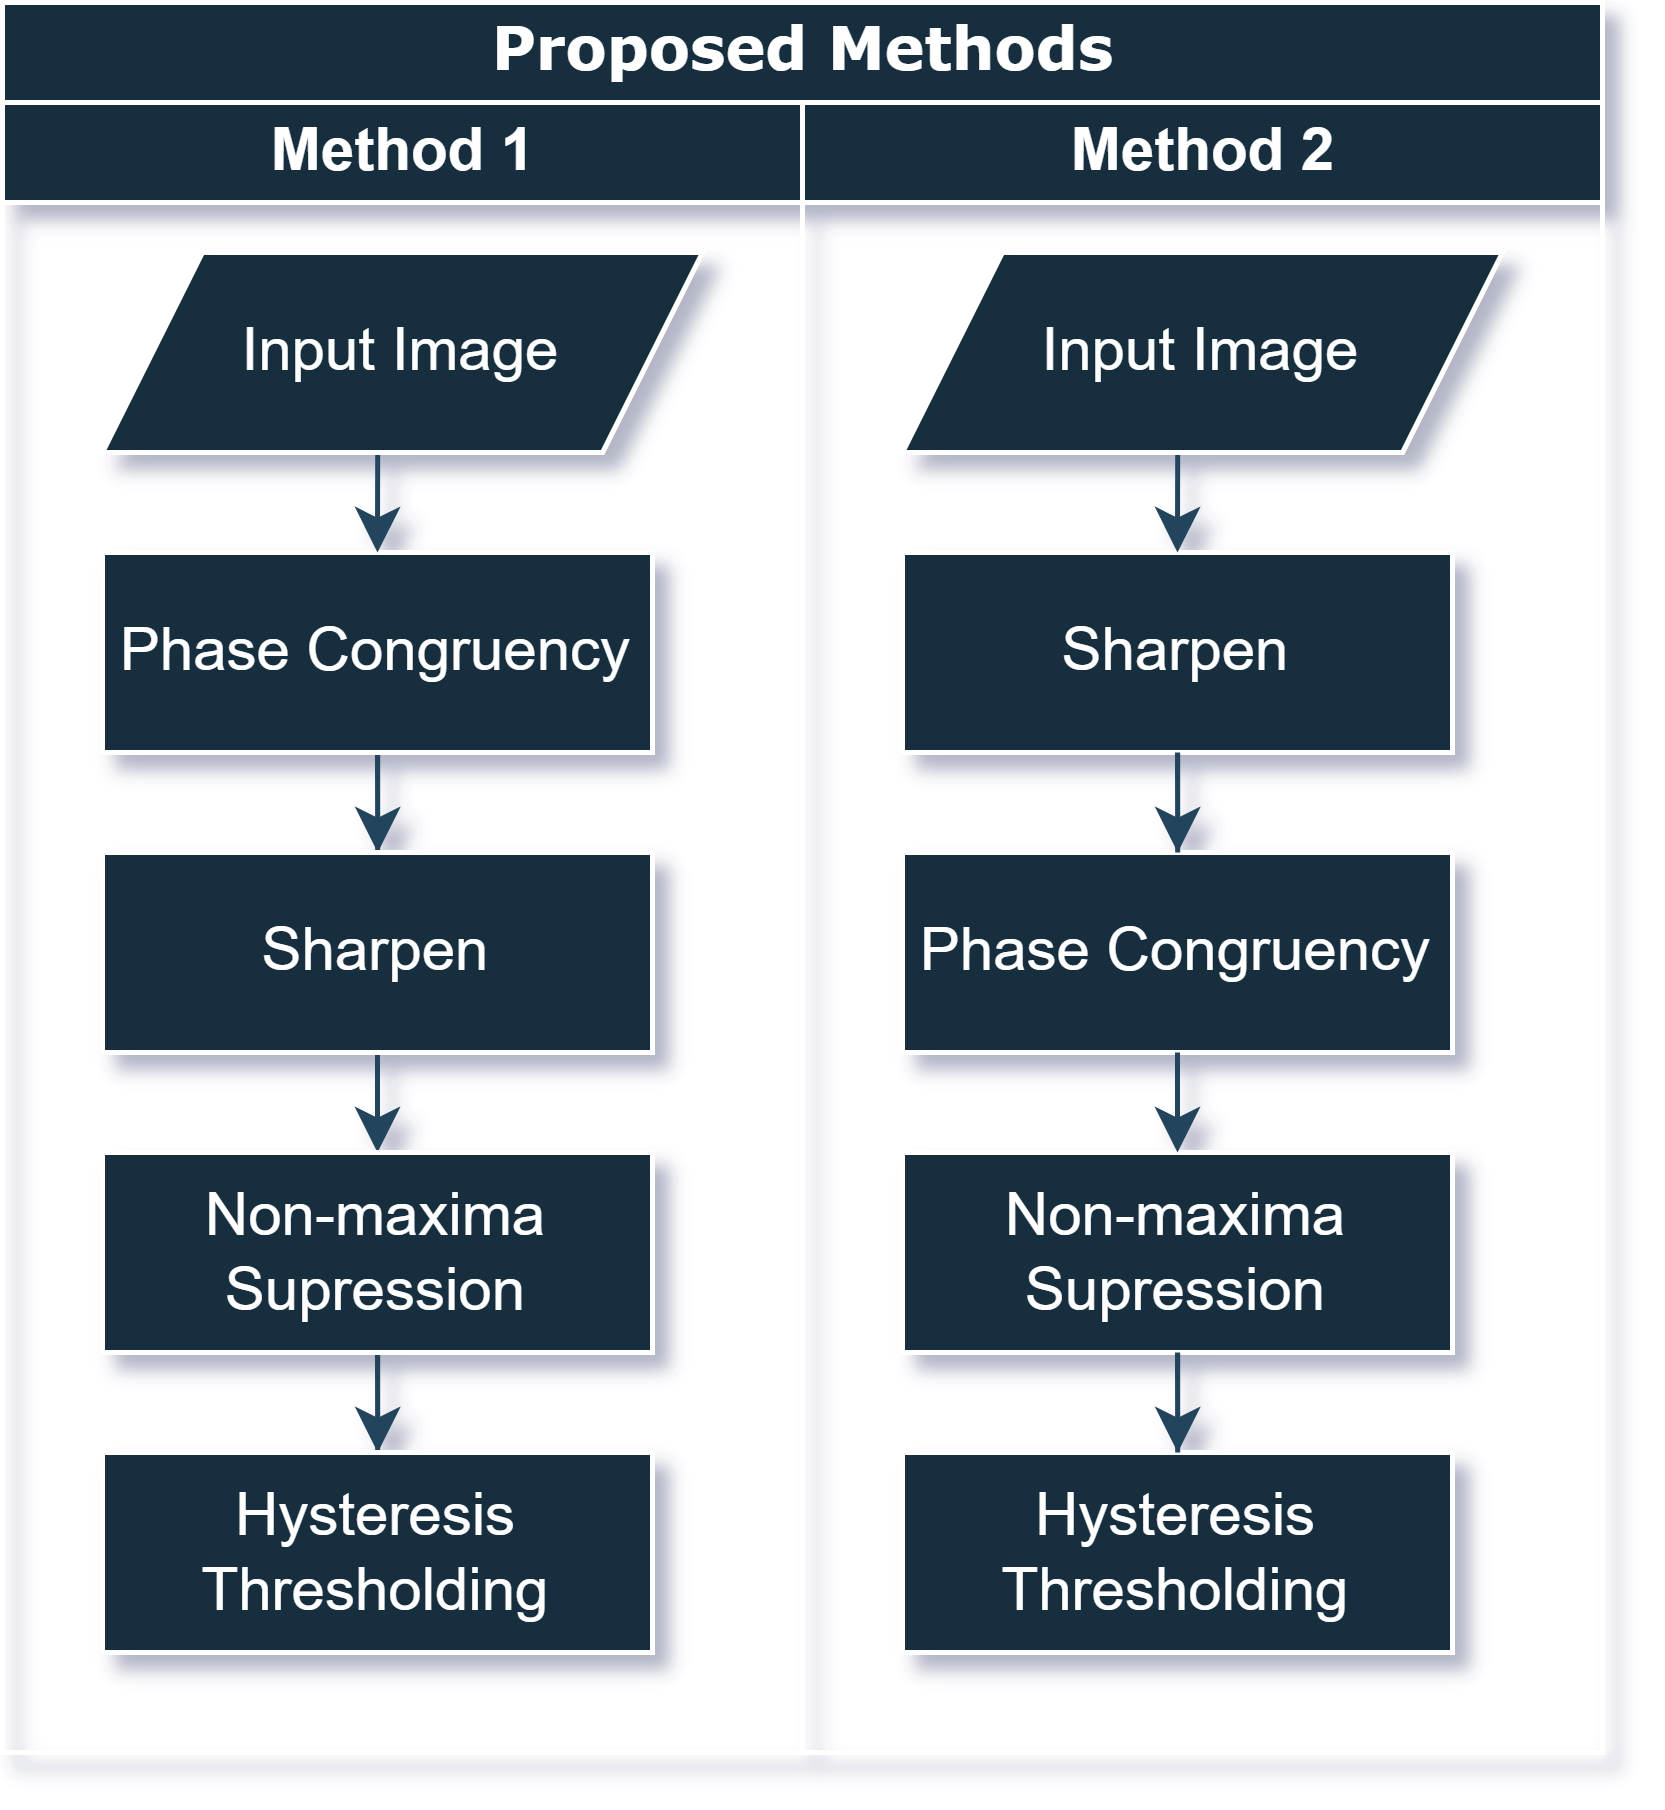 Proposed Methods
Method 1
Method 2
Input Image
Phase Congruency
Sharpen
Non-maxima
Supression
Hysteresis
Thresholding
Input Image
Sharpen
Phase Congruency
Non-maxima
Supression
Hysteresis
Thresholding